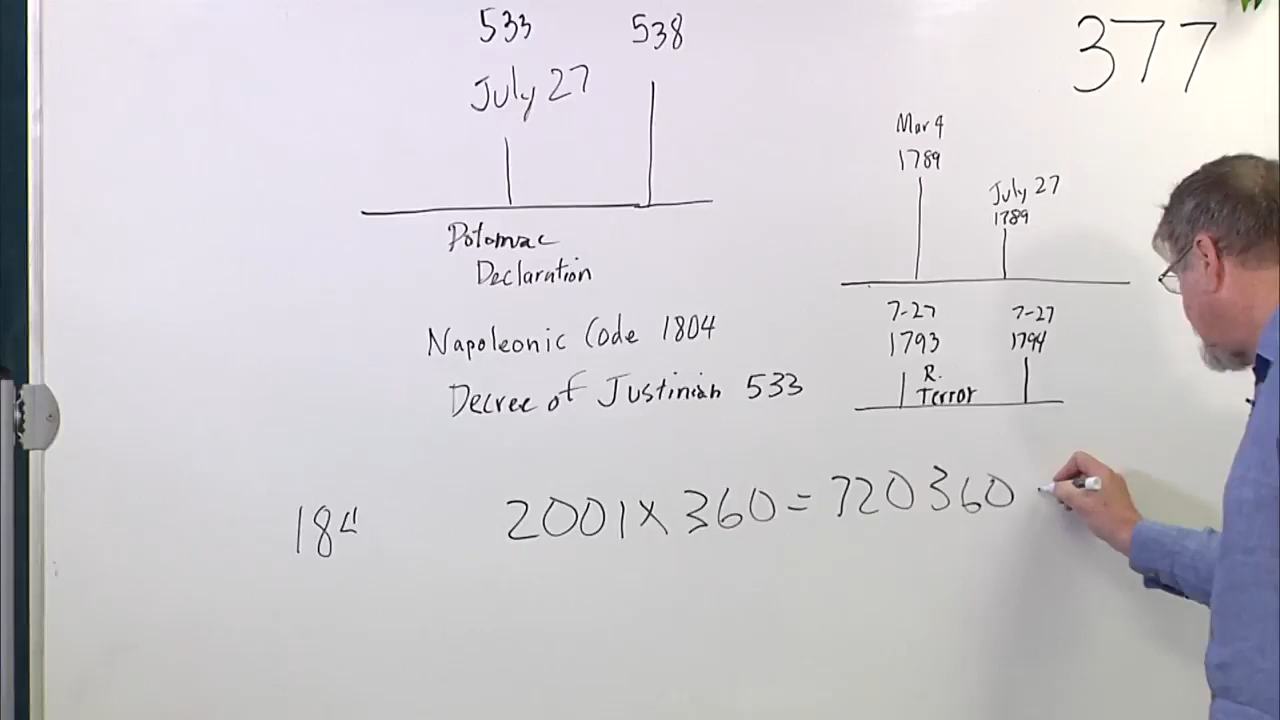 533 538
July 27
Potomac
Declaration
Napoleonic Code 1804
Decree of Justinian 533
377
Mar 4
1789
July 27
1789
7-27 7-27
1793 1794
R.
Terror
184
2001 x 360 = 720360